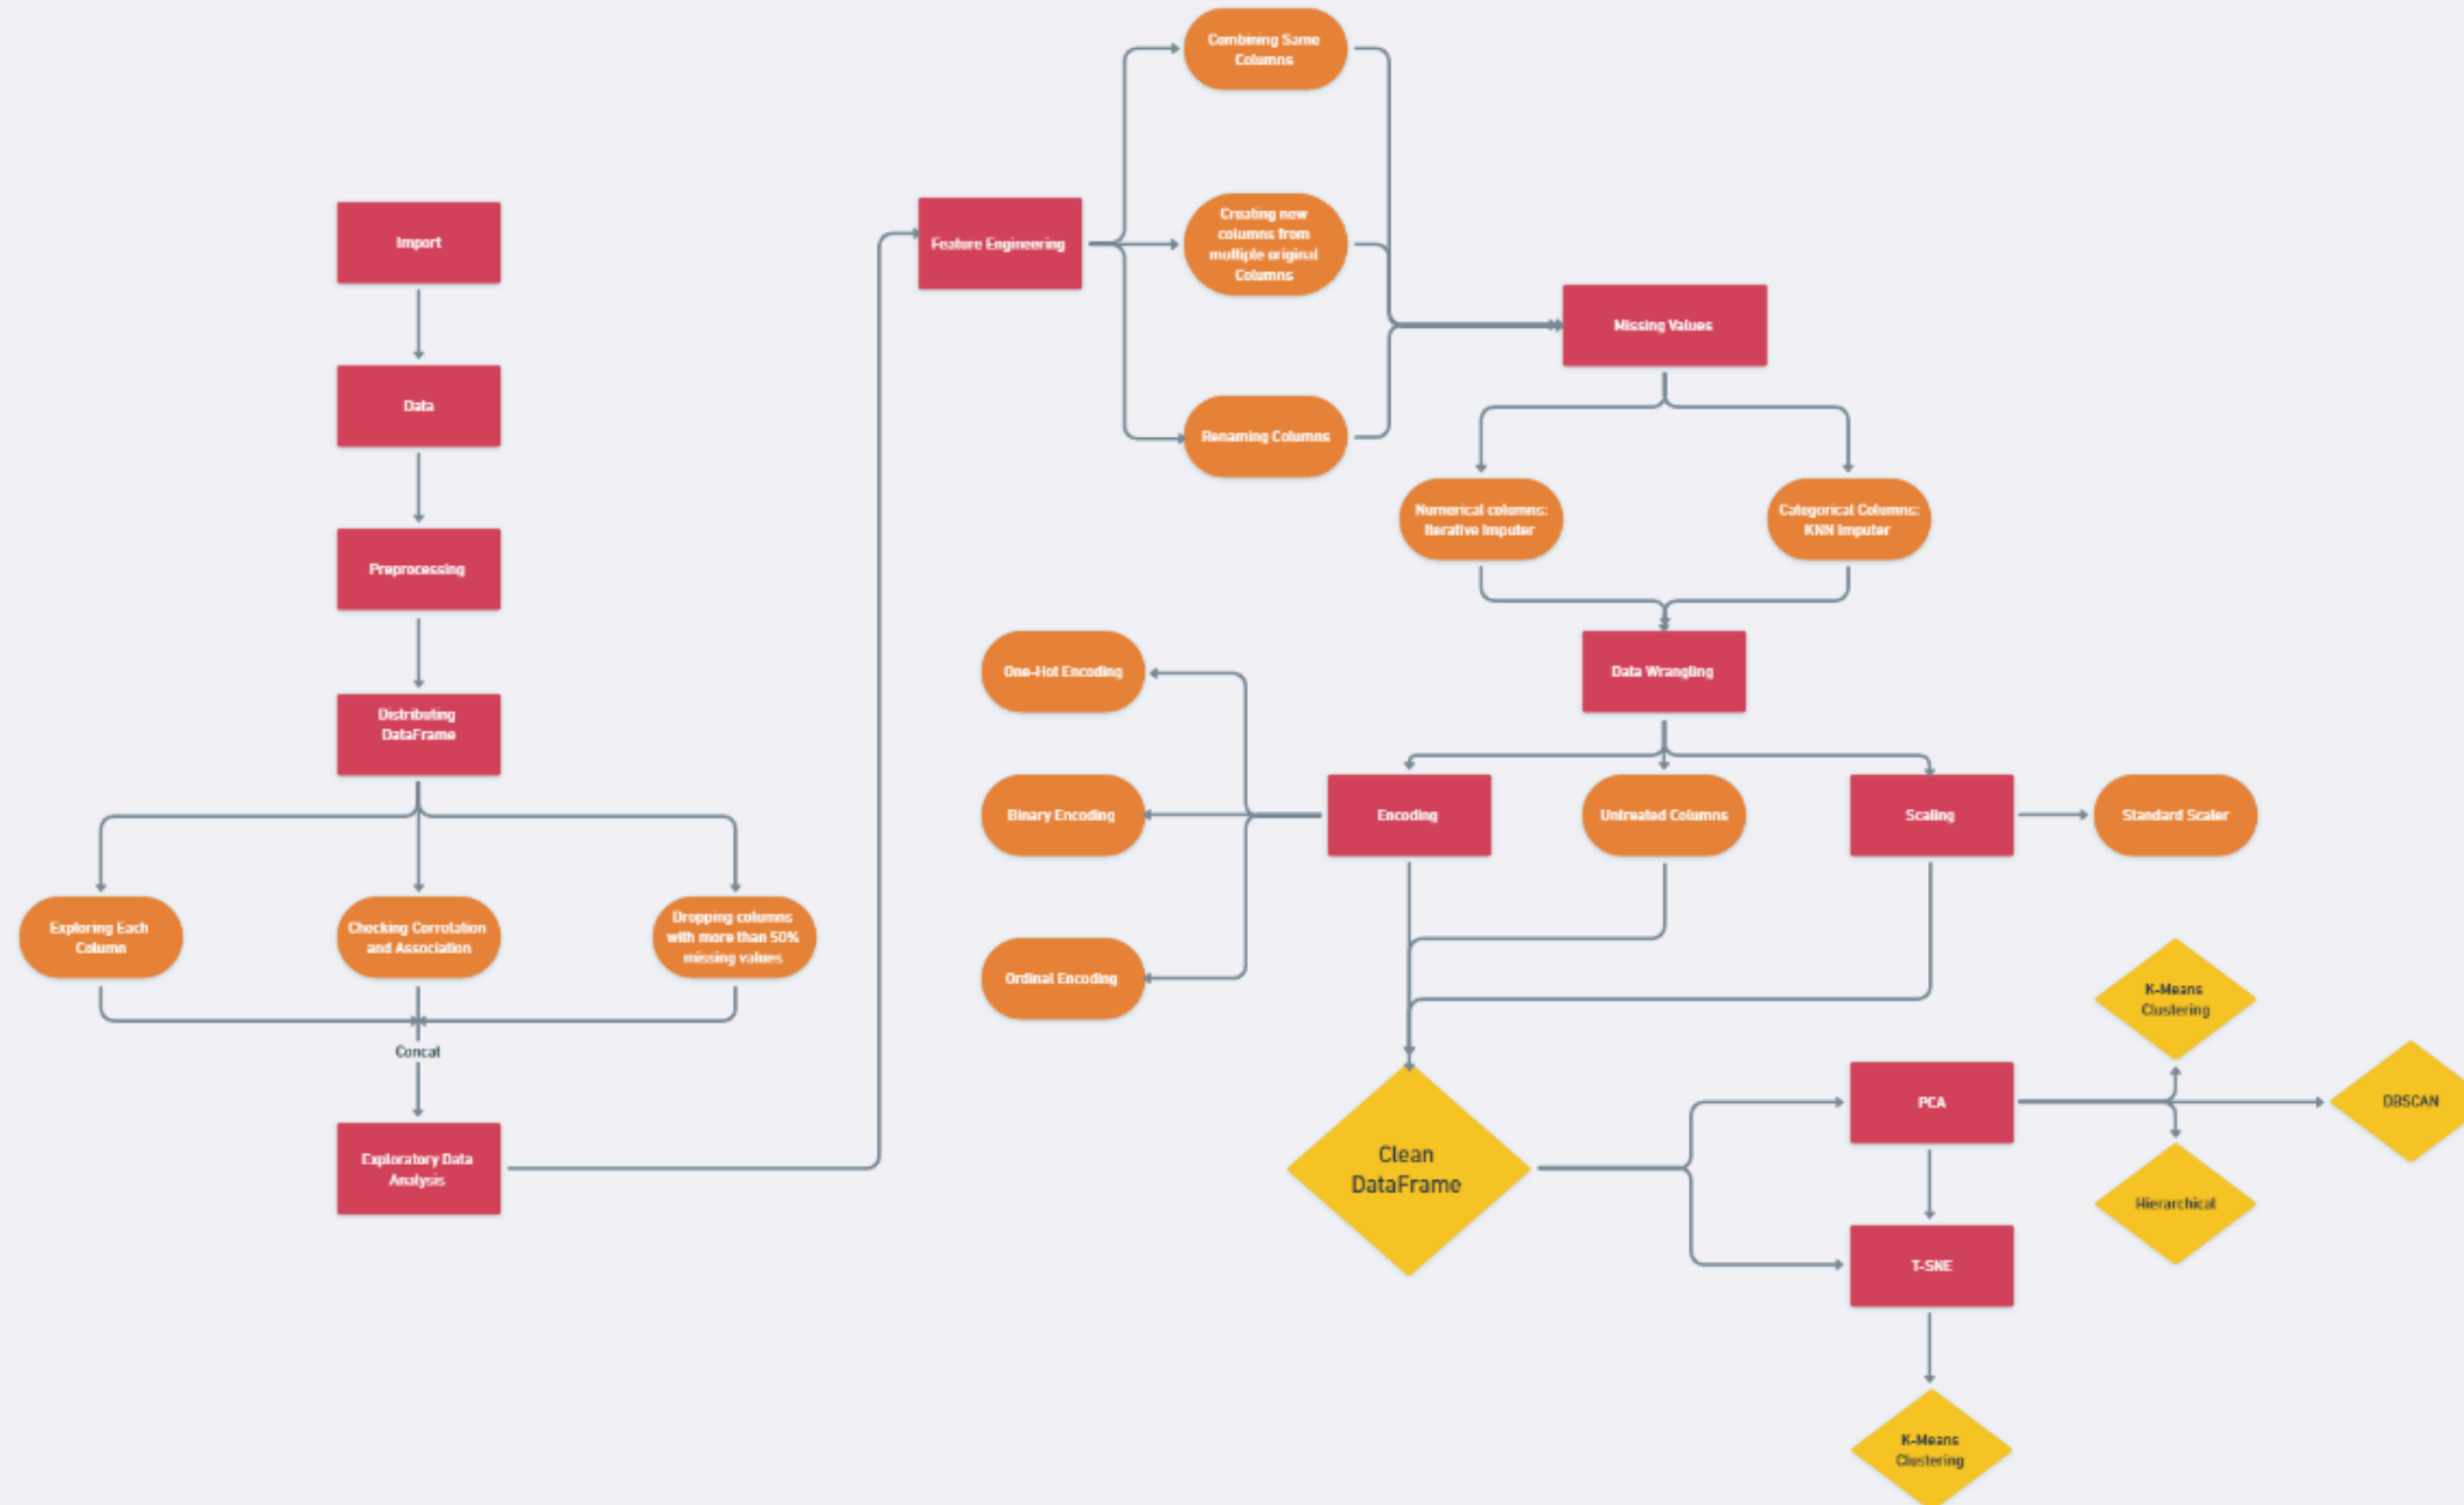 Import
Data
Preprocessing
Distributing
DataFrame
Exploring Each
Column
Checking Correlation
and Association
Dropping columns
with more than 50%
missing values
Concat
Exploratory Data
Analysis
Feature Engineering
Combining Same
Columns
Creating new
columns from
multiple original
Columns
Renaming Columns
Missing Values
Numerical columns:
Iterative Imputer
Categorical Columns:
KNN Imputer
Data Wrangling
Encoding
Untreated Columns
Scaling
Standard Scaler
One-Hot Encoding
Binary Encoding
Ordinal Encoding
Clean
DataFrame
PCA
K-Means
Clustering
DBSCAN
Hierarchical
T-SNE
K-Means
Clustering